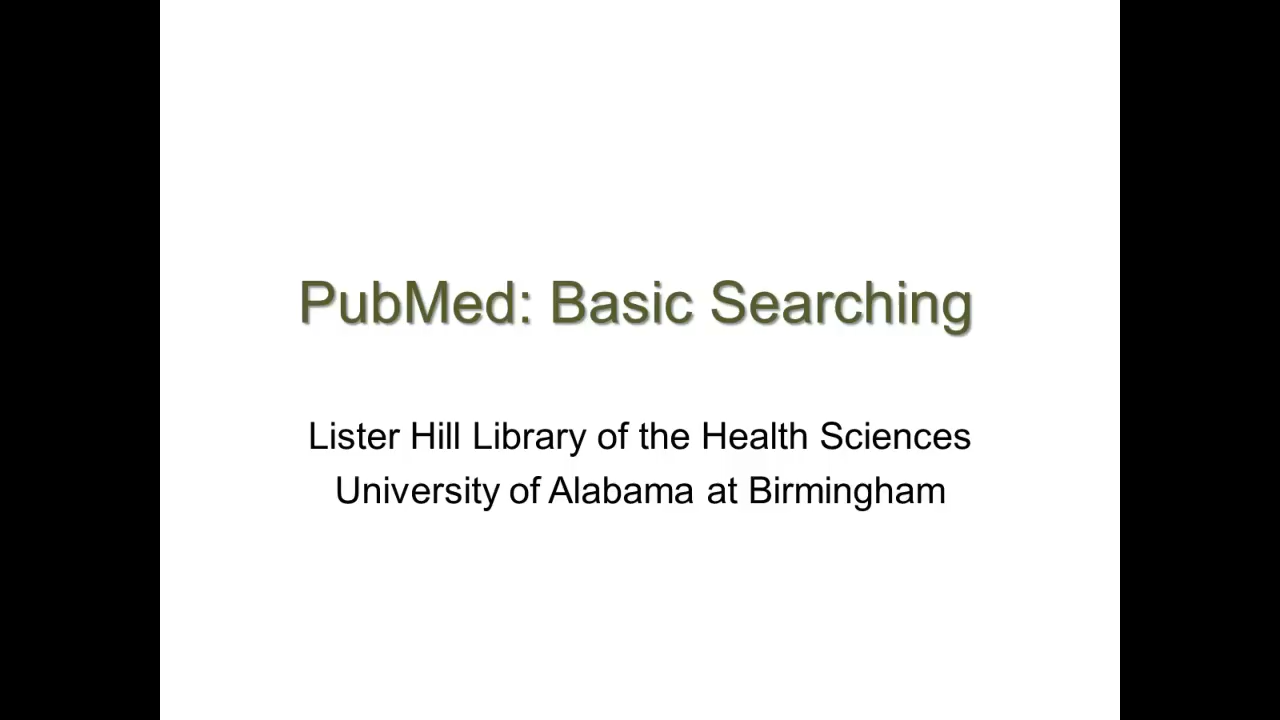 PubMed: Basic Searching
Lister Hill Library of the Health Sciences
University of Alabama at Birmingham